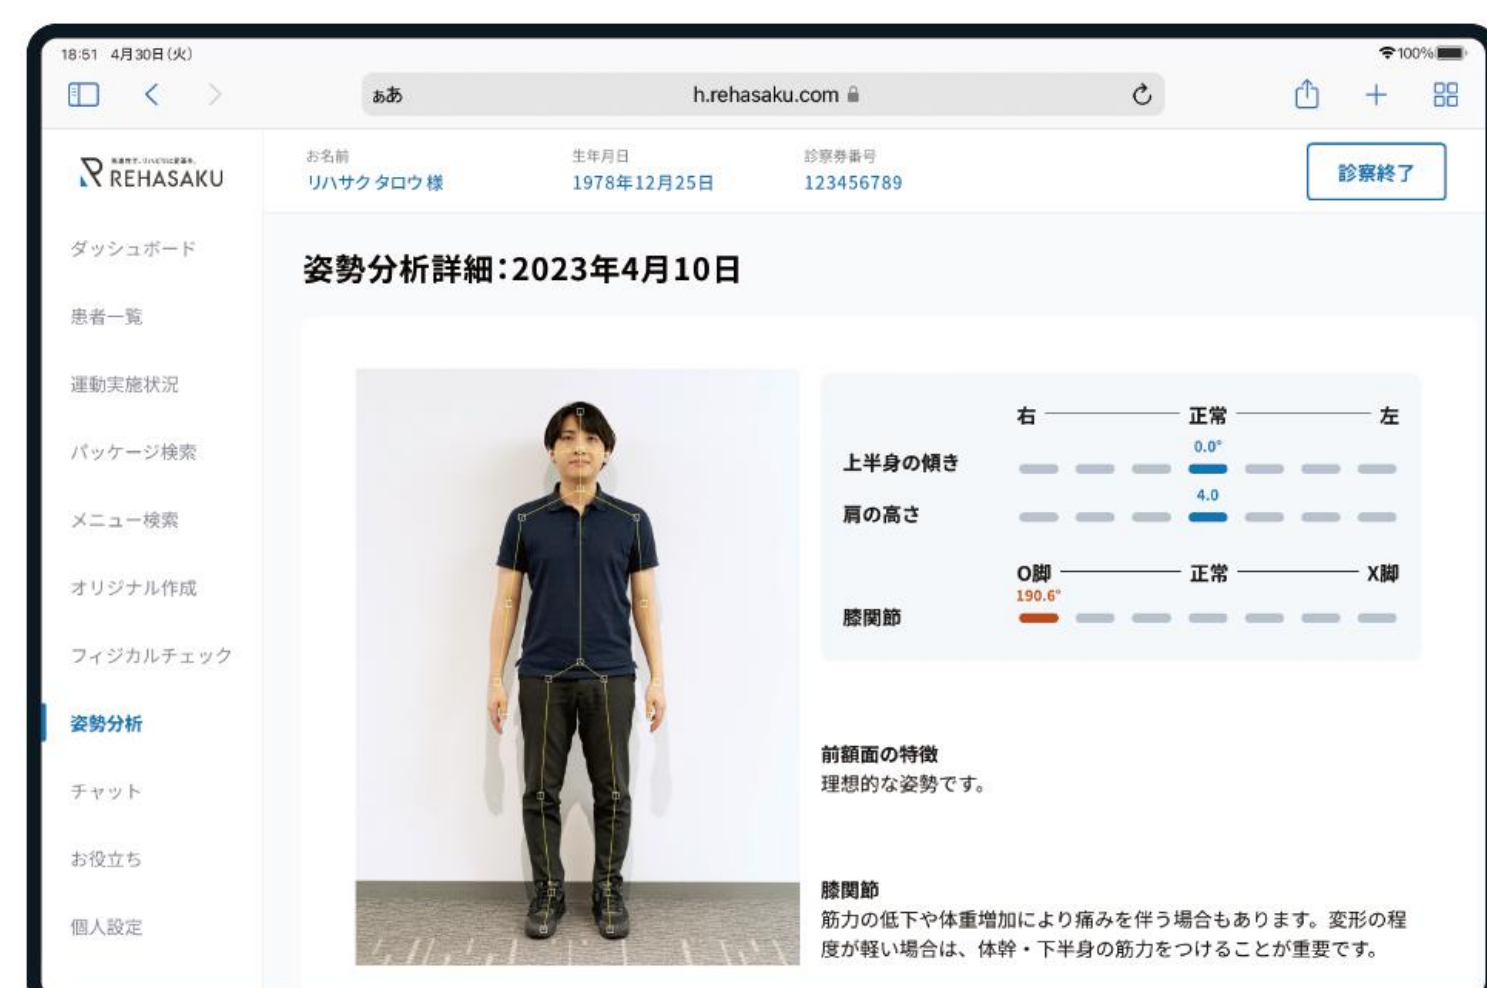 18:51 4月30日(火)
100%
ぁあ
h.rehasaku.com
REHASAKU
お名前
生年月日
診察券番号
リハサク タロウ 様
1978年12月25日
123456789
診察終了
ダッシュボード
患者一覧
運動実施状況
パッケージ検索
メニュー検索
オリジナル作成
フィジカルチェック
姿勢分析
チャット
お役立ち
個人設定
姿勢分析詳細：2023年4月10日
右 正常 左
0.0°
上半身の傾き
4.0
肩の高さ
O脚 正常 X脚
190.6°
膝関節
前額面の特徴
理想的な姿勢です。
膝関節
筋力の低下や体重増加により痛みを伴う場合もあります。変形の程
度が軽い場合は、体幹・下半身の筋力をつけることが重要です。